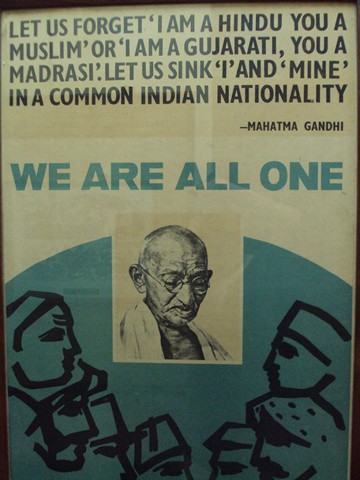 LET US FORGET 'I AM A HINDU YOU A
MUSLIM' OR 'I AM A GUJARATI, YOU A
MADRASI'. LET US SINK 'I' AND 'MINE'
IN A COMMON INDIAN NATIONALITY
—MAHATMA GANDHI
WE ARE ALL ONE